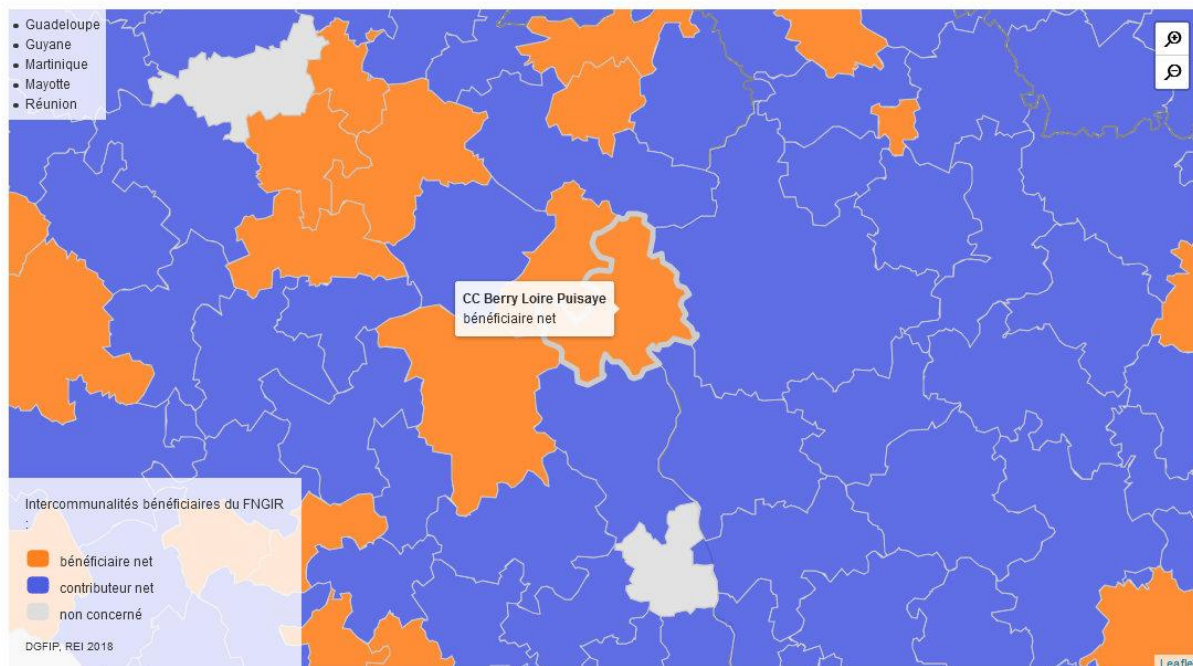 Guadeloupe
Guyane
Martinique
Mayotte
Réunion
CC Berry Loire Puisaye
bénéficiaire net
Intercommunalités bénéficiaires du FNGIR
:
bénéficiaire net
contributeur net
non concerné
DGFIP, REI 2018
Leafle